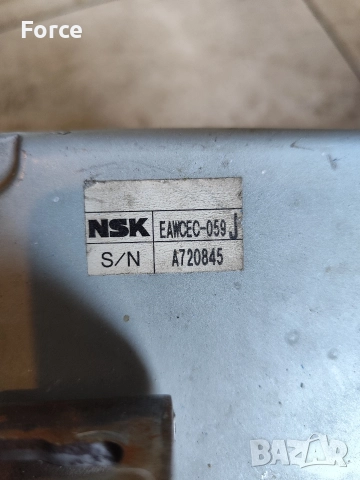 Force
NSK EAWCEC-059 J
S/N A720845
BAZAR